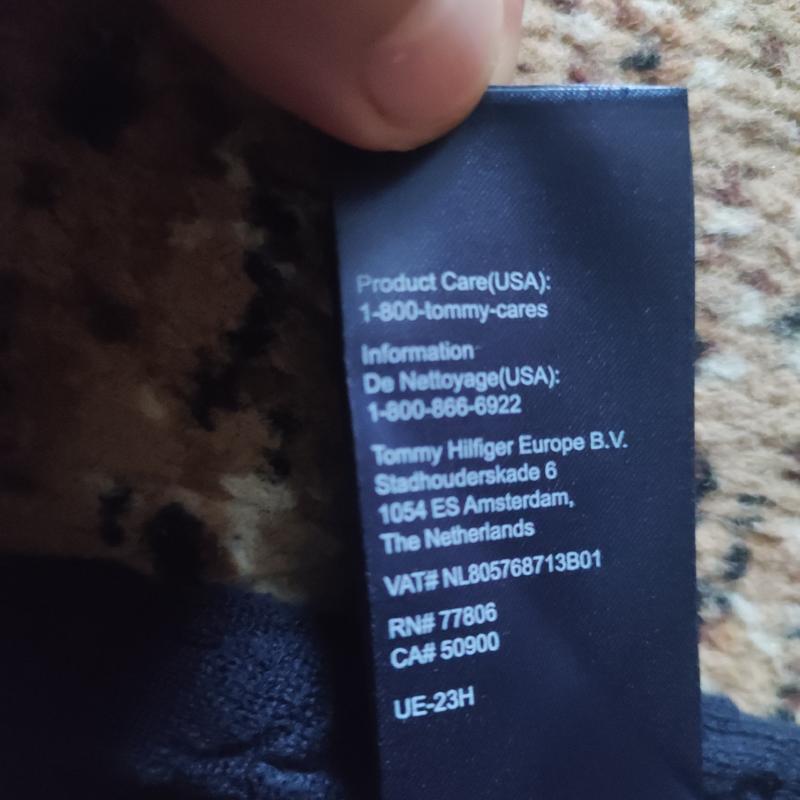 Product Care(USA):
1-800-tommy-cares
Information
De Nettoyage(USA):
1-800-866-6922
Tommy Hilfiger Europe B.V.
Stadhouderskade 6
1054 ES Amsterdam,
The Netherlands
VAT# NL805768713B01
RN# 77806
CA# 50900
UE-23H